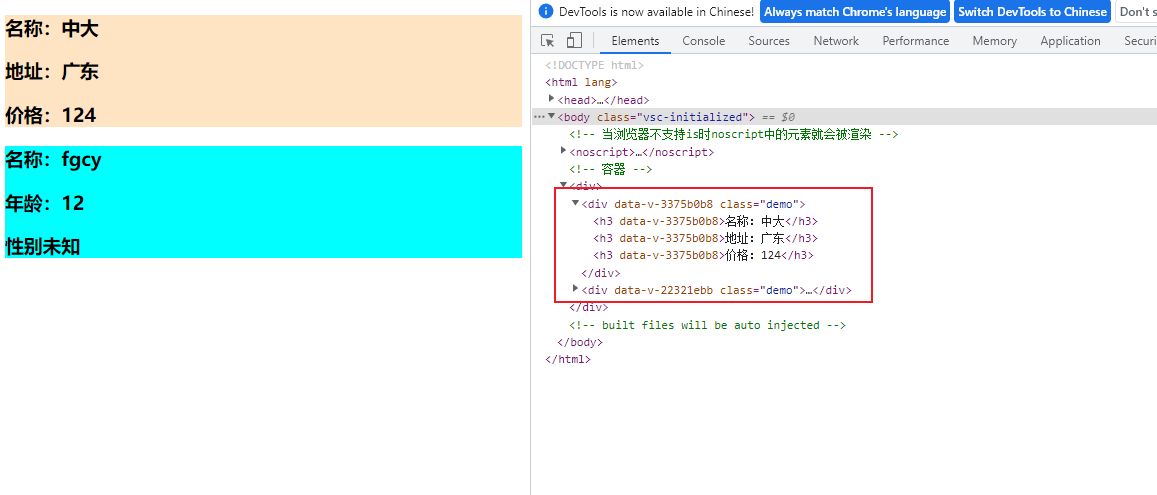 名称：中大
地址：广东
价格：124
名称：fgcy
年龄：12
性别未知
DevTools is now available in Chinese! Always match Chrome's language Switch DevTools to Chinese Don't s
Elements Console Sources Network Performance Memory Application Securi
<!DOCTYPE html>
<html lang>
<head>…</head>
<body class="vsc-initialized"> == $0
<!-- 当浏览器不支持is时noscript中的元素就会被渲染 -->
<noscript>…</noscript>
<!-- 容器 -->
<div>
<div data-v-3375b0b8 class="demo">
<h3 data-v-3375b0b8>名称：中大</h3>
<h3 data-v-3375b0b8>地址：广东</h3>
<h3 data-v-3375b0b8>价格：124</h3>
</div>
<div data-v-22321ebb class="demo">…</div>
</div>
<!-- built files will be auto injected -->
</body>
</html>